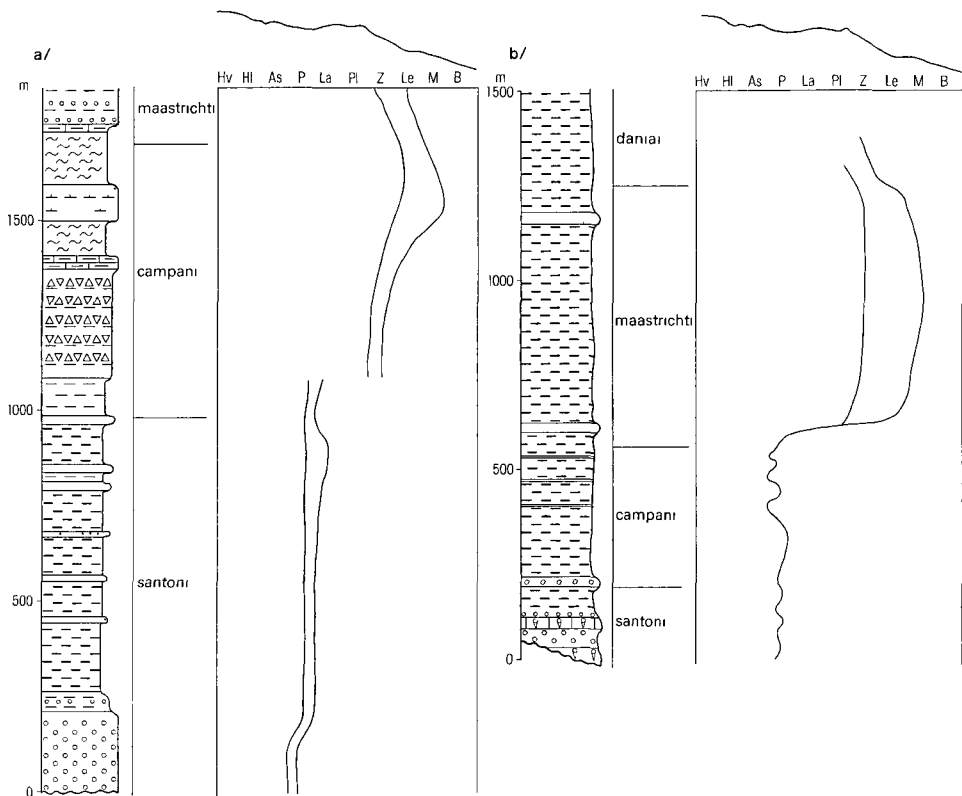 a/
m
Hv Hl As P La Pl Z Le M B
maastrichti
1500
campani
1000
500
santoni
0
b/
m
Hv Hl As P La Pl Z Le M B
1500
daniai
1000
maastrichti
500
campani
santoni
0